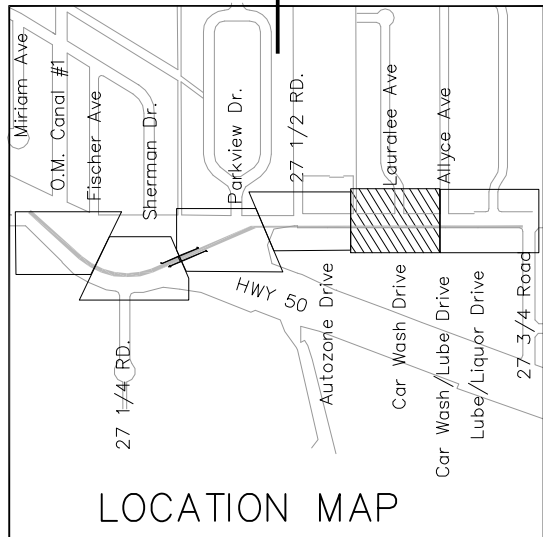 Miriam Ave
O.M. Canal #1
Fischer Ave
Sherman Dr.
Parkview Dr.
27 1/2 RD.
Lauralee Ave
Allyce Ave
HWY 50
27 1/4 RD.
Autozone Drive
Car Wash Drive
Car Wash/Lube Drive
Lube/Liquor Drive
27 3/4 Road
LOCATION MAP